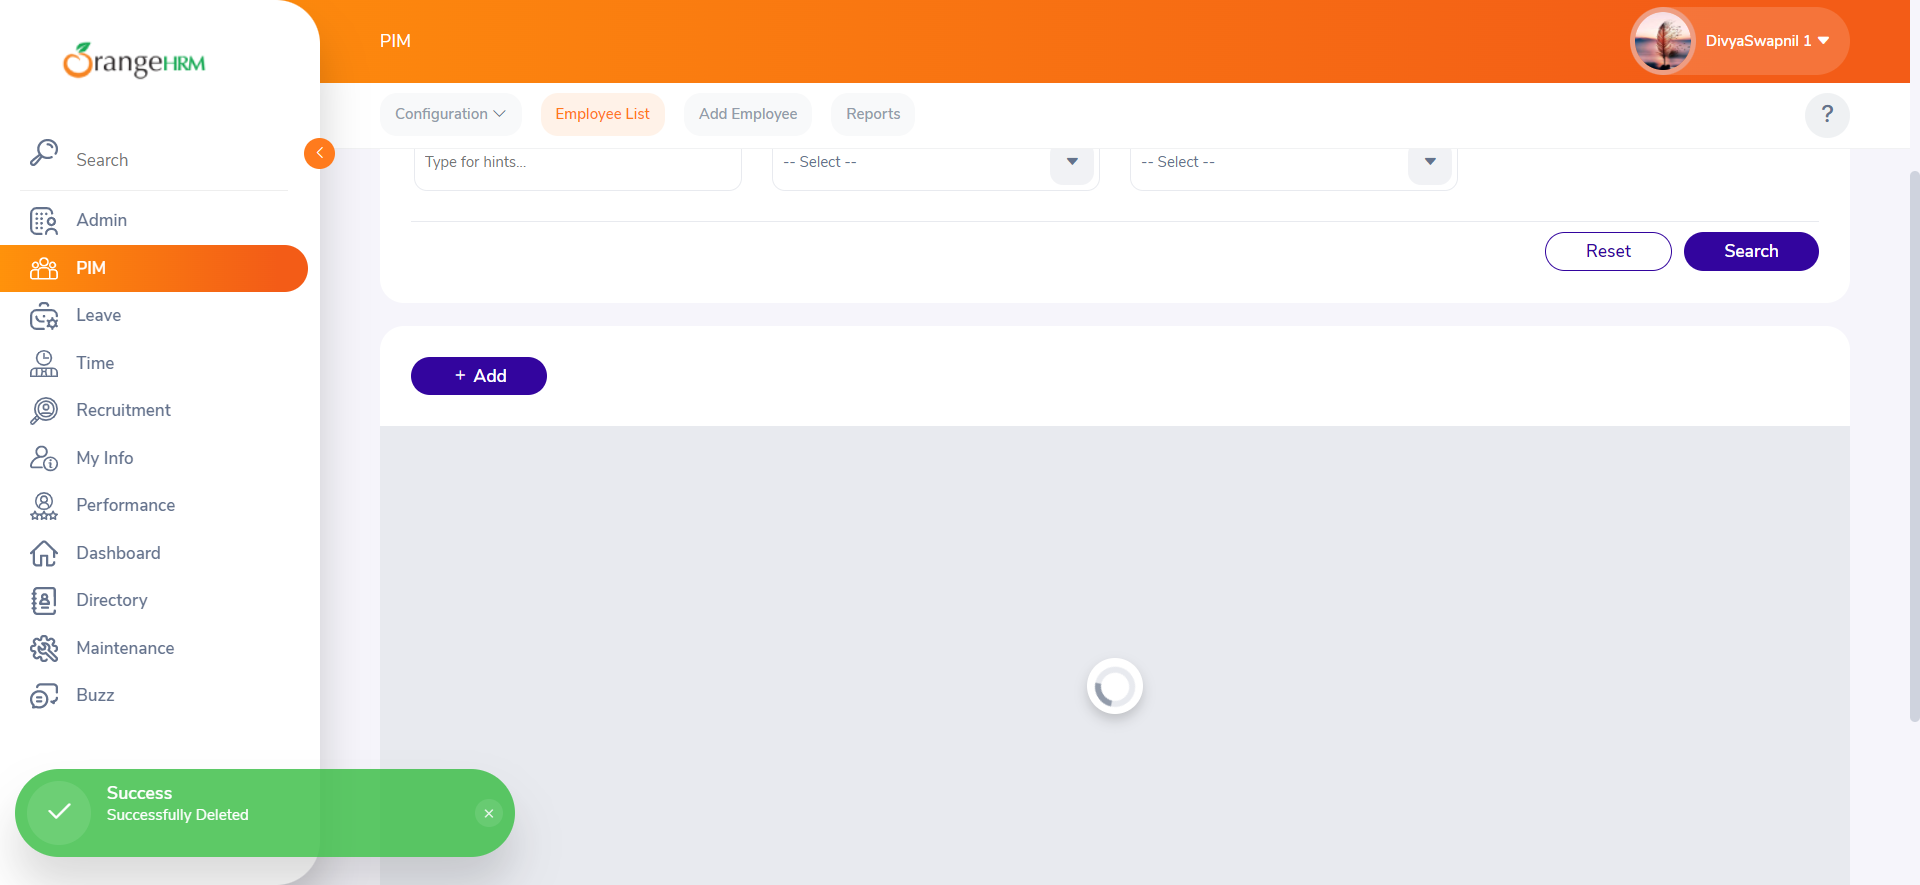 OrangeHRM
PIM
DivyaSwapnil 1
Configuration
Employee List
Add Employee
Reports
?
Search
Admin
PIM
Leave
Time
Recruitment
My Info
Performance
Dashboard
Directory
Maintenance
Buzz
Type for hints...
-- Select --
-- Select --
Reset
Search
+ Add
Success
Successfully Deleted